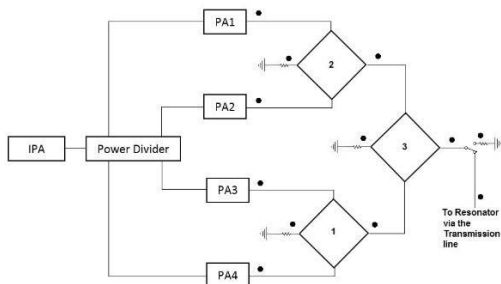 PA1
2
PA2
IPA
Power Divider
3
PA3
To Resonator
via the
Transmission
line
1
PA4